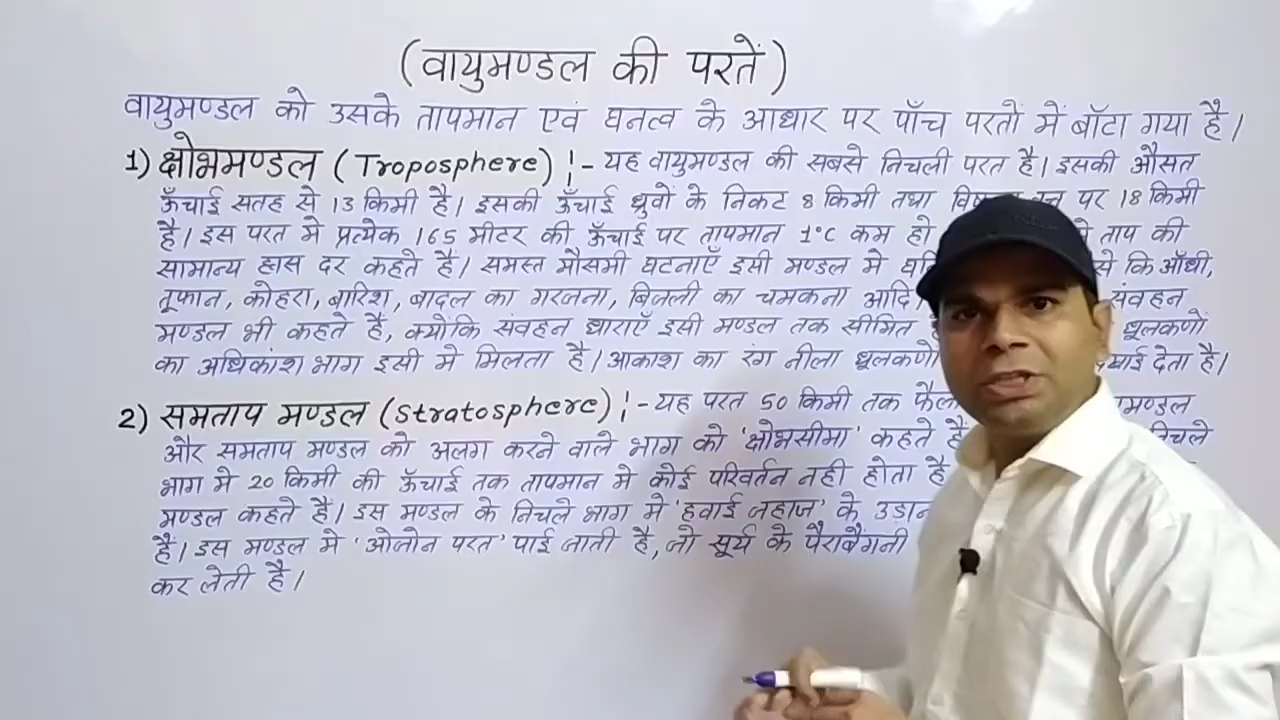 (वायुमण्डल की परतें)
वायुमण्डल को उसके तापमान एवं घनत्व के आधार पर पाॅंच परतों में बाॅंटा गया है।
1) क्षोभमण्डल (Troposphere) :- यह वायुमण्डल की सबसे निचली परत है। इसकी औसत
ऊँचाई सतह से 13 किमी है। इसकी ऊँचाई ध्रुवों के निकट 8 किमी तथा पर 18 किमी
है। इस परत मे प्रत्येक 165 मीटर की ऊँचाई पर तापमान 1°C कम हो ताप की
सामान्य ह्रास दर कहते है। समस्त मौसमी घटनाएँ इसी मण्डल मे कि आँधी,
तूफान, कोहरा, बारिश, बादल का गरजना, बिजली का चमकना आदि संवहन
मण्डल भी कहते है, क्योंकि संवहन धाराएँ इसी मण्डल तक सीमित धूलकणों
का अधिकांश भाग इसी मे मिलता है। आकाश का रंग नीला धूलकणो देता है।
2) समताप मण्डल (Stratosphere) :- यह परत 50 किमी तक
और समताप मण्डल को अलग करने वाले भाग को 'क्षोभसीमा' कहते
भाग मे 20 किमी की ऊँचाई तक तापमान मे कोई परिवर्तन नही होता है
मण्डल कहते है। इस मण्डल के निचले भाग मे 'हवाई जहाज' के उड़ान
है। इस मण्डल मे 'ओजोन परत' पाई जाती है, जो सूर्य के पैराबैगनी
कर लेती है।